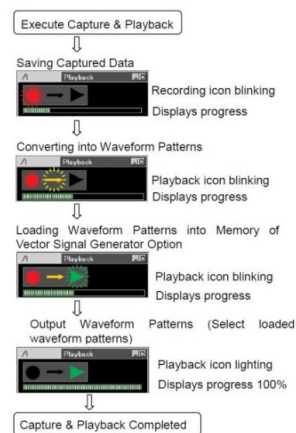 Execute Capture & Playback
Saving Captured Data
Playback
Recording icon blinking
Displays progress
Converting into Waveform Patterns
Playback
Playback icon blinking
Displays progress
Loading Waveform Patterns into Memory of
Vector Signal Generator Option
Playback
Playback icon blinking
Displays progress
Output Waveform Patterns (Select loaded
waveform patterns)
Playback
Playback icon lighting
Displays progress 100%
Capture & Playback Completed